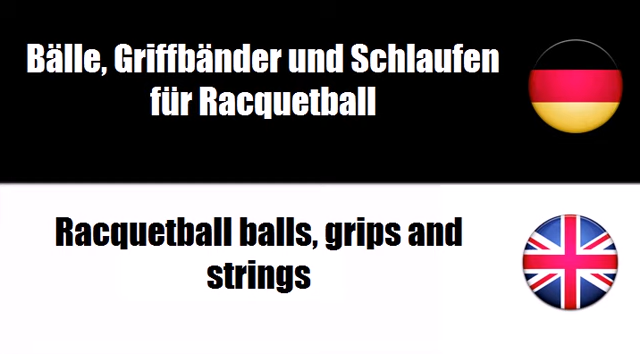 Bälle, Griffbänder und Schlaufen
für Racquetball
Racquetball balls, grips and
strings